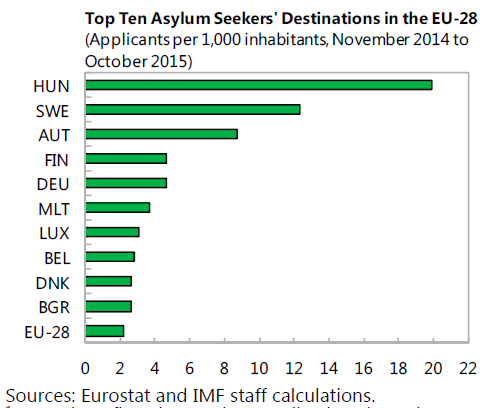 Top Ten Asylum Seekers' Destinations in the EU-28
(Applicants per 1,000 inhabitants, November 2014 to
October 2015)
HUN
SWE
AUT
FIN
DEU
MLT
LUX
BEL
DNK
BGR
EU-28
0 2 4 6 8 10 12 14 16 18 20 22
Sources: Eurostat and IMF staff calculations.